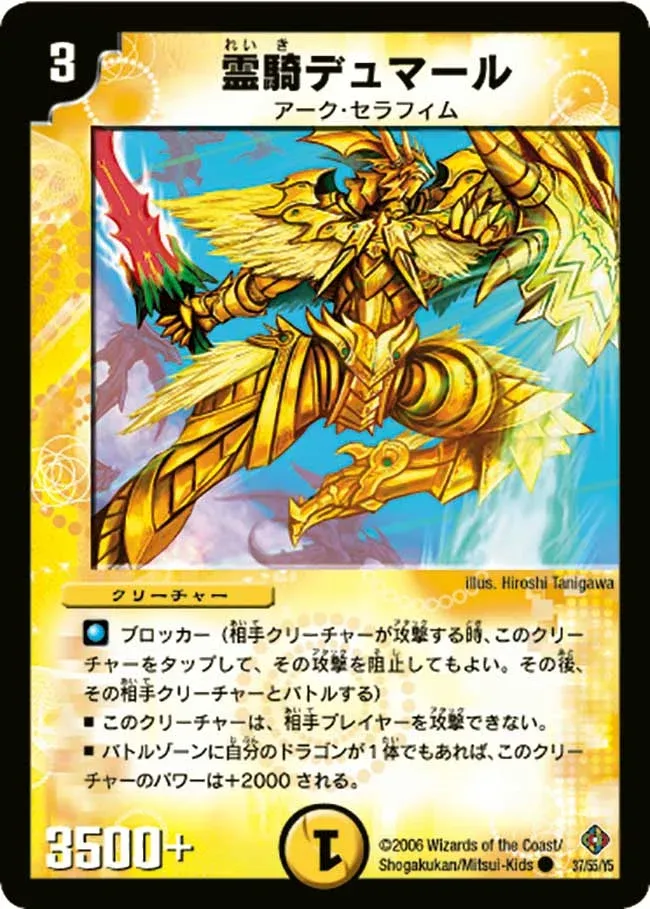 3
れいき
霊騎デュマール
アーク・セラフィム
illus. Hiroshi Tanigawa
クリーチャー
ブロッカー（相手クリーチャーが攻撃する時、このクリー
チャーをタップして、その攻撃を阻止してもよい。その後、
その相手クリーチャーとバトルする）
■ このクリーチャーは、相手プレイヤーを攻撃できない。
■ バトルゾーンに自分のドラゴンが1体でもあれば、このクリー
チャーのパワーは+2000 される。
3500+
1
©2006 Wizards of the Coast/
Shogakukan/Mitsui-Kids
37/55/Y5